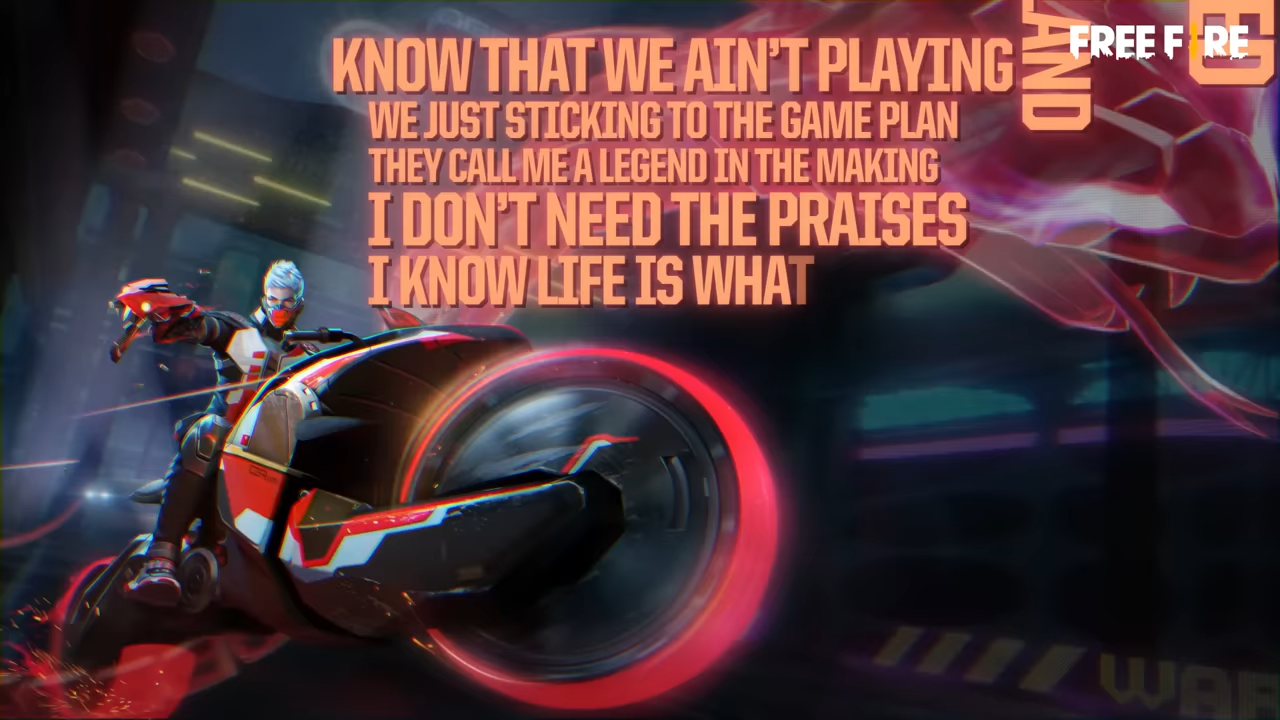 KNOW THAT WE AIN'T PLAYING
WE JUST STICKING TO THE GAME PLAN
THEY CALL ME A LEGEND IN THE MAKING
I DON'T NEED THE PRAISES
I KNOW LIFE IS WHAT
FREE FIRE